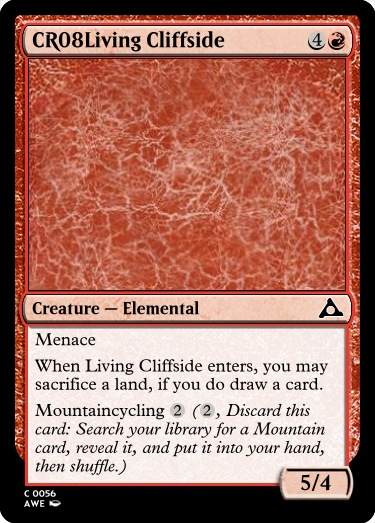 CR08Living Cliffside 4
Creature — Elemental
Menace
When Living Cliffside enters, you may
sacrifice a land, if you do draw a card.
Mountaincycling 2 (2, Discard this
card: Search your library for a Mountain
card, reveal it, and put it into your hand,
then shuffle.)
5/4
C 0056
AWE